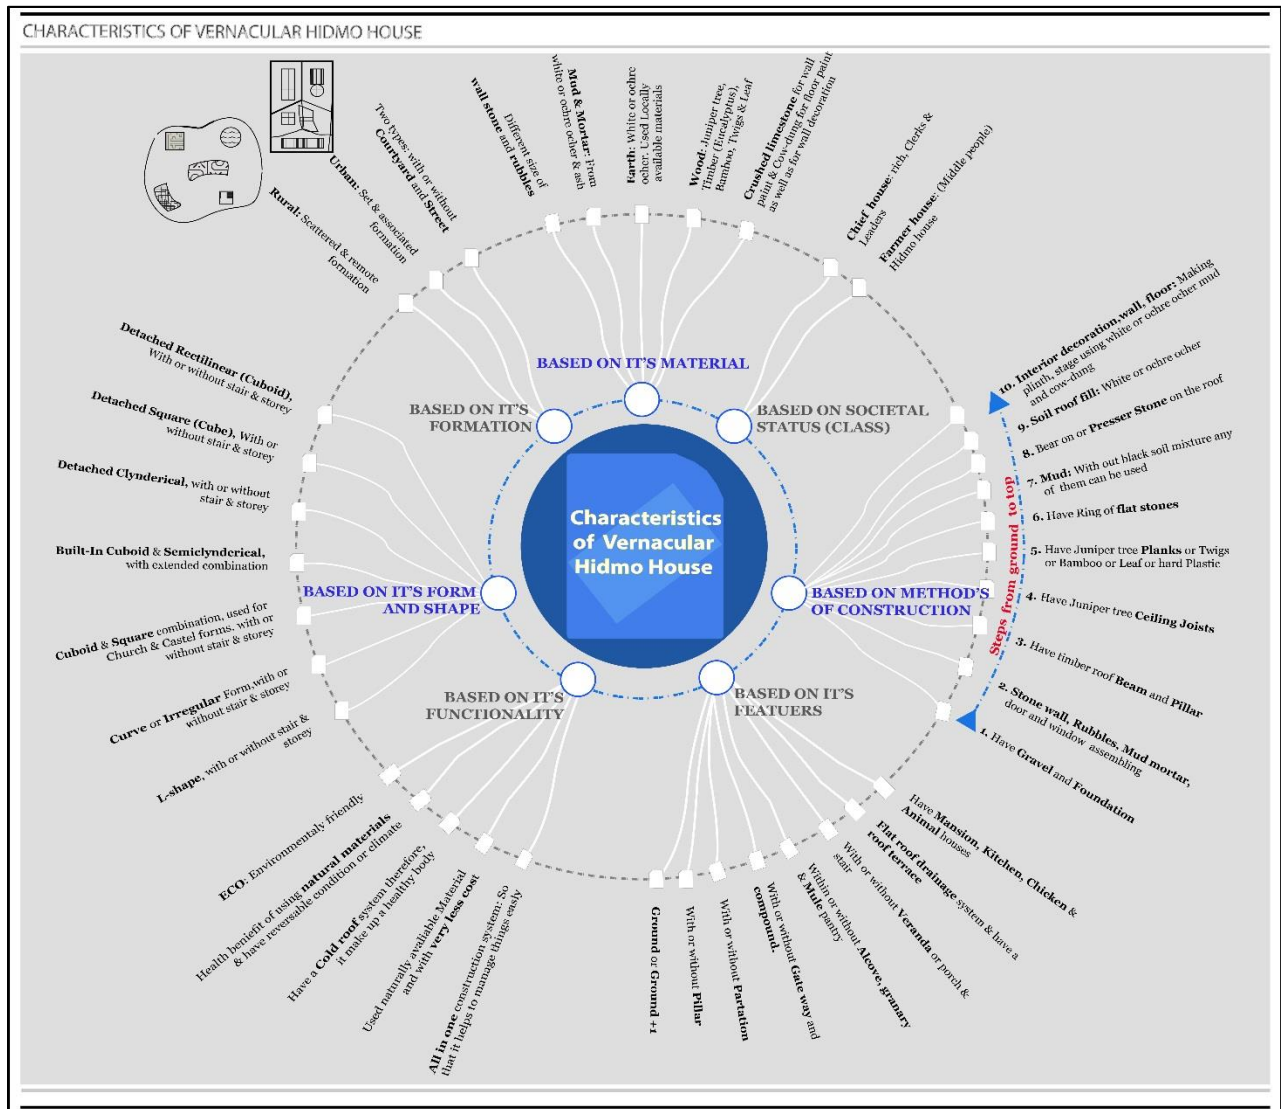 CHARACTERISTICS OF VERNACULAR HIDMO HOUSE
Characteristics
of Vernacular
Hidmo House
BASED ON IT'S MATERIAL
Different size of
wall stone and rubbles
Mud & Mortar: From
white or ochre ocher & ash
Earth: White or ochre
ocher. Used Locally
available materials
Wood: Juniper tree,
Timber (Eucalyptus),
Bamboo, Twigs & Leaf
Crushed limestone for wall
paint & Cow-dung for floor paint
as well as for wall decoration
BASED ON SOCIETAL
STATUS (CLASS)
Chief house: rich, Clerks &
Leaders
Farmer house: (Middle people)
Hidmo house
BASED ON METHOD'S
OF CONSTRUCTION
Steps from ground to top
10. Interior decoration,wall, floor: Making
plinth, stage using white or ochre ocher mud
and cow-dung
9. Soil roof fill: White or ochre ocher
8. Bear on or Presser Stone on the roof
7. Mud: With out black soil mixture any
of them can be used
6. Have Ring of flat stones
5. Have Juniper tree Planks or Twigs
or Bamboo or Leaf or hard Plastic
4. Have Juniper tree Ceiling Joists
3. Have timber roof Beam and Pillar
2. Stone wall, Rubbles, Mud mortar,
door and window assembling
1. Have Gravel and Foundation
BASED ON IT'S
FEATUERS
Have Mansion, Kitchen, Chicken &
Animal houses
Flat roof drainage system & have a
roof terrace
With or without Veranda or porch &
stair
Within or without Alcove, granary
& Mule pantry
With or without Gate way and
compound.
With or without Partation
With or without Pillar
Ground or Ground +1
BASED ON IT'S
FUNCTIONALITY
All in one construction system: So
that it helps to manage things easly
Used naturally available Material
and with very less cost
Have a Cold roof system therefore,
it make up a healthy body
Health beniefit of using natural materials
& have reversable condition or climate
ECO: Environmentaly friendly
BASED ON IT'S FORM
AND SHAPE
L-shape, with or without stair &
storey
Curve or Irregular Form,with or
without stair & storey
Cuboid & Square combination, used for
Church & Castel forms, with or
without stair & storey
Built-In Cuboid & Semiclynderical,
with extended combination
Detached Clynderical, with or without
stair & storey
Detached Square (Cube), With or
without stair & storey
Detached Rectilinear (Cuboid),
With or without stair & storey
BASED ON IT'S
FORMATION
Rural: Scattered & remote
formation
Urban: Set & associated
formation
Two types: with or without
Courtyard and Street